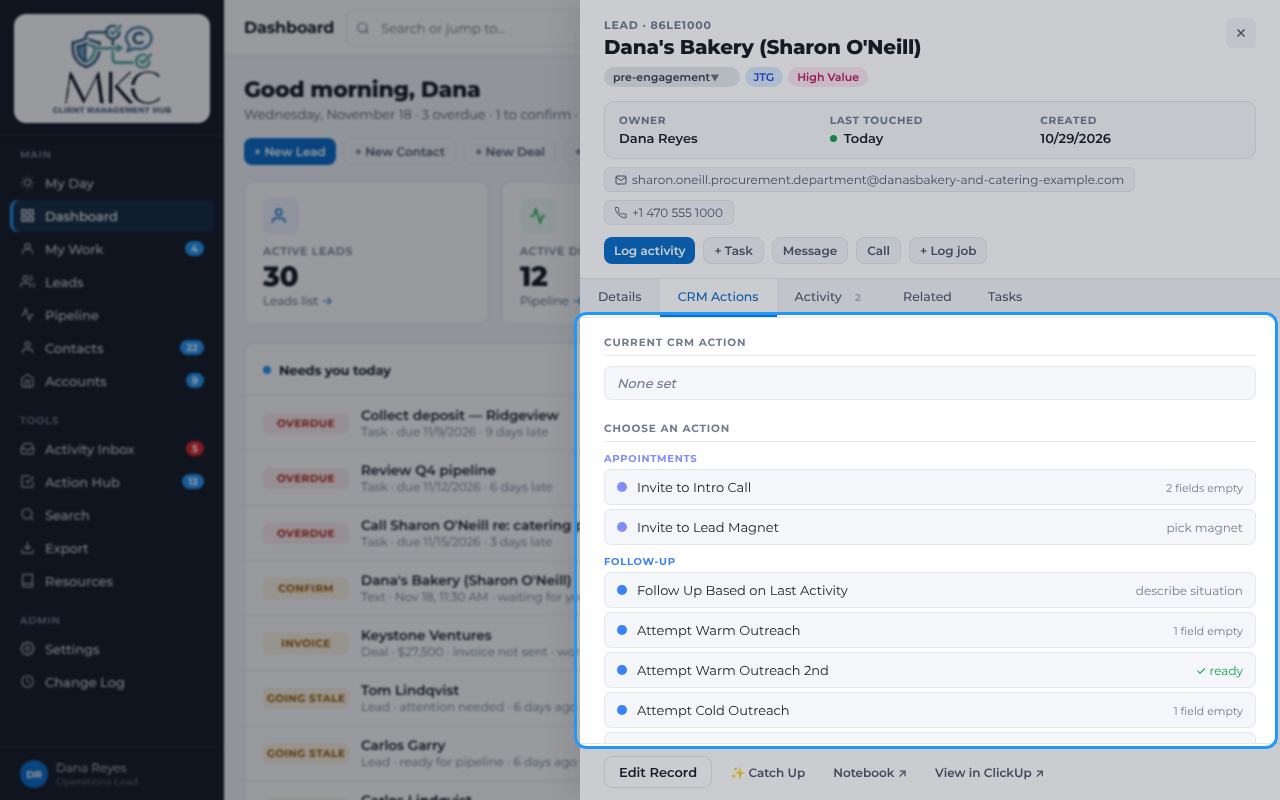 MKC
CLIENT MANAGEMENT HUB
MAIN
My Day
Dashboard
My Work 4
Leads
Pipeline
Contacts 22
Accounts 9
TOOLS
Activity Inbox 5
Action Hub 13
Search
Export
Resources
ADMIN
Settings
Change Log
DR Dana Reyes
Operations Lead
Dashboard
Search or jump to...
Good morning, Dana
Wednesday, November 18 · 3 overdue · 1 to confirm ·
+ New Lead + New Contact + New Deal +
ACTIVE LEADS
30
Leads list →
ACTIVE
12
Pipeline →
Needs you today
OVERDUE Collect deposit — Ridgeview
Task · due 11/9/2026 · 9 days late
OVERDUE Review Q4 pipeline
Task · due 11/12/2026 · 6 days late
OVERDUE Call Sharon O'Neill re: catering
Task · due 11/15/2026 · 3 days late
CONFIRM Dana's Bakery (Sharon O'Neill)
Text · Nov 18, 11:30 AM · waiting for
INVOICE Keystone Ventures
Deal · $27,500 · invoice not sent ·
GOING STALE Tom Lindqvist
Lead · attention needed · 6 days ago
GOING STALE Carlos Garry
Lead · ready for pipeline · 6 days ago
LEAD · 86LE1000
Dana's Bakery (Sharon O'Neill)
pre-engagement▼ JTG High Value
✕
OWNER LAST TOUCHED CREATED
Dana Reyes Today 10/29/2026
sharon.oneill.procurement.department@danasbakery-and-catering-example.com
+1 470 555 1000
Log activity + Task Message Call + Log job
Details CRM Actions Activity 2 Related Tasks
CURRENT CRM ACTION
None set
CHOOSE AN ACTION
APPOINTMENTS
Invite to Intro Call 2 fields empty
Invite to Lead Magnet pick magnet
FOLLOW-UP
Follow Up Based on Last Activity describe situation
Attempt Warm Outreach 1 field empty
Attempt Warm Outreach 2nd ✓ ready
Attempt Cold Outreach 1 field empty
Edit Record ✨ Catch Up Notebook ↗ View in ClickUp ↗